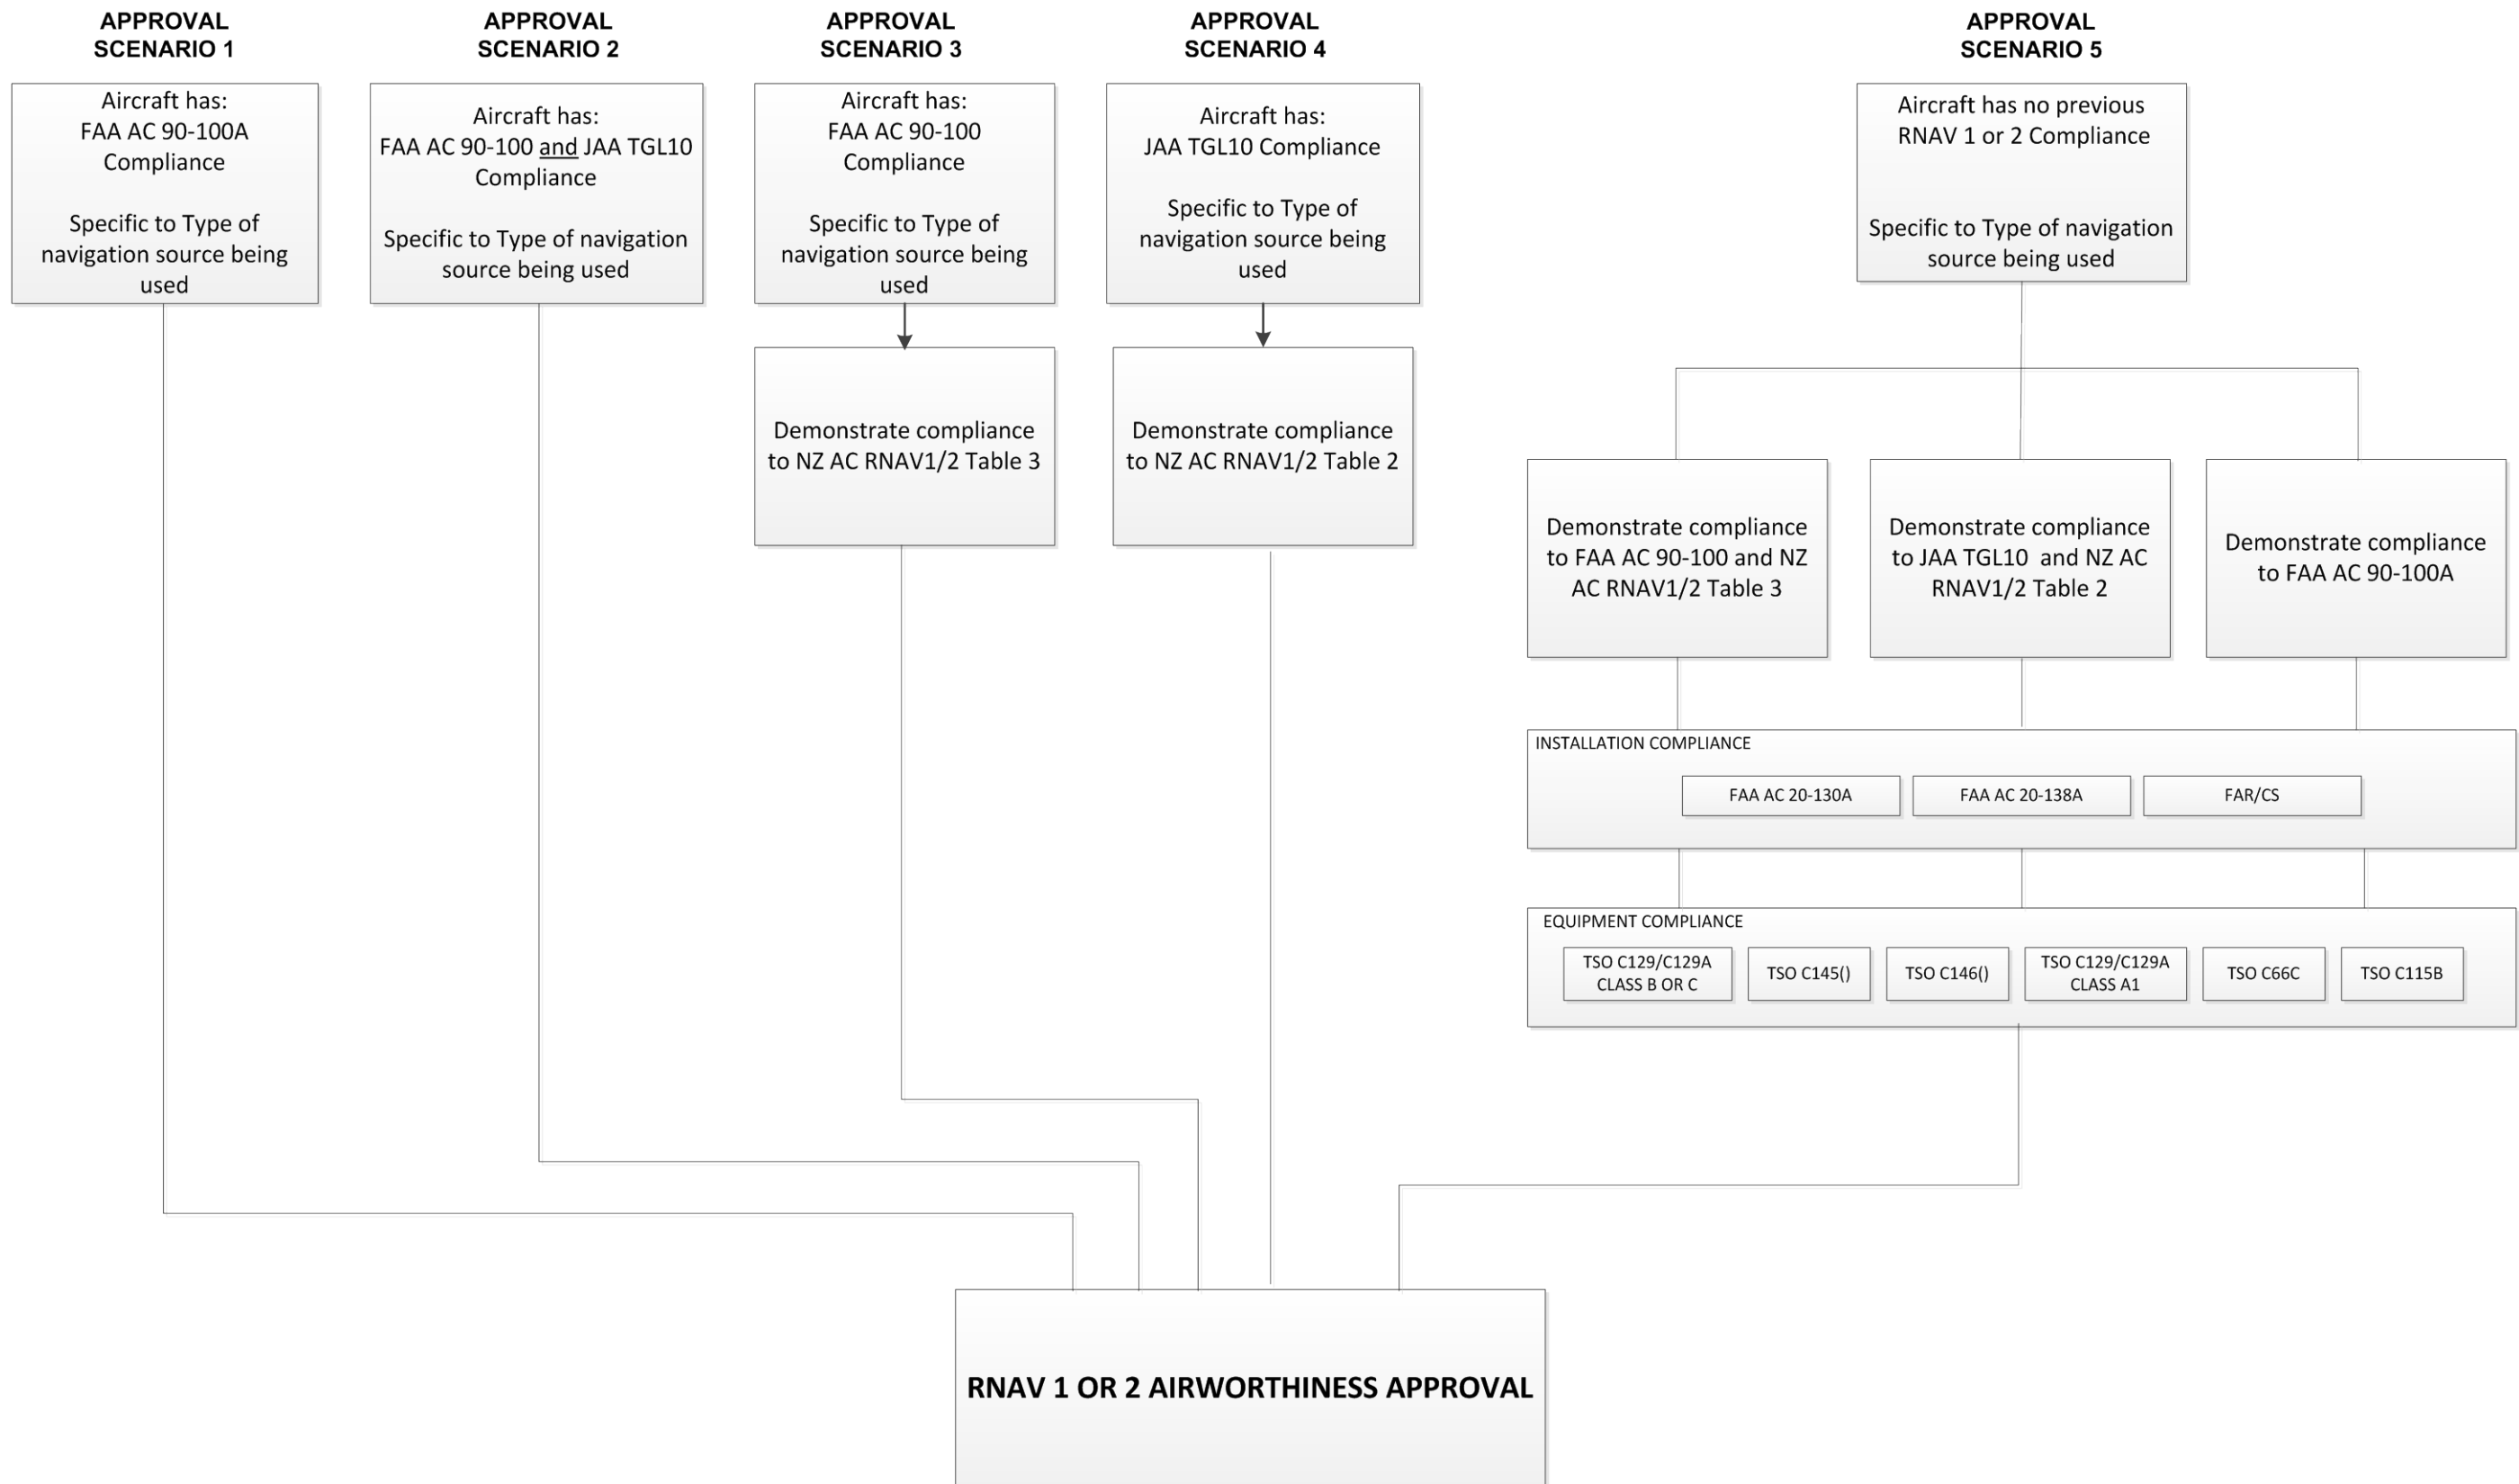 APPROVAL
SCENARIO 1
APPROVAL
SCENARIO 2
APPROVAL
SCENARIO 3
APPROVAL
SCENARIO 4
APPROVAL
SCENARIO 5
Aircraft has:
FAA AC 90-100A
Compliance
Specific to Type of
navigation source being
used
Aircraft has:
FAA AC 90-100 and JAA TGL10
Compliance
Specific to Type of navigation
source being used
Aircraft has:
FAA AC 90-100
Compliance
Specific to Type of
navigation source being
used
Aircraft has:
JAA TGL10 Compliance
Specific to Type of
navigation source being
used
Aircraft has no previous
RNAV 1 or 2 Compliance
Specific to Type of navigation
source being used
Demonstrate compliance
to NZ AC RNAV1/2 Table 3
Demonstrate compliance
to NZ AC RNAV1/2 Table 2
Demonstrate compliance
to FAA AC 90-100 and NZ
AC RNAV1/2 Table 3
Demonstrate compliance
to JAA TGL10 and NZ AC
RNAV1/2 Table 2
Demonstrate compliance
to FAA AC 90-100A
INSTALLATION COMPLIANCE
FAA AC 20-130A
FAA AC 20-138A
FAR/CS
EQUIPMENT COMPLIANCE
TSO C129/C129A
CLASS B OR C
TSO C145()
TSO C146()
TSO C129/C129A
CLASS A1
TSO C66C
TSO C115B
RNAV 1 OR 2 AIRWORTHINESS APPROVAL